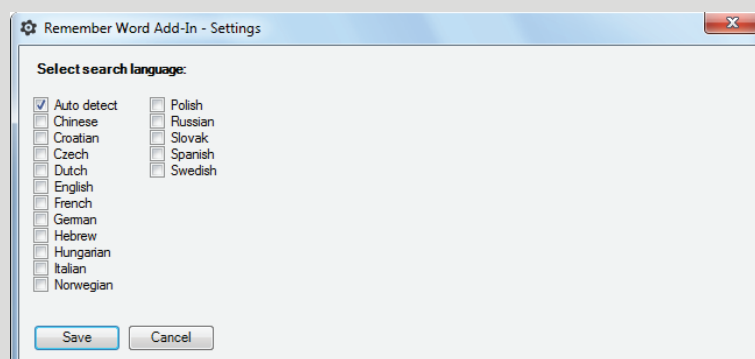 Remember Word Add-In - Settings
Select search language:
Auto detect
Chinese
Croatian
Czech
Dutch
English
French
German
Hebrew
Hungarian
Italian
Norwegian
Polish
Russian
Slovak
Spanish
Swedish
Save
Cancel